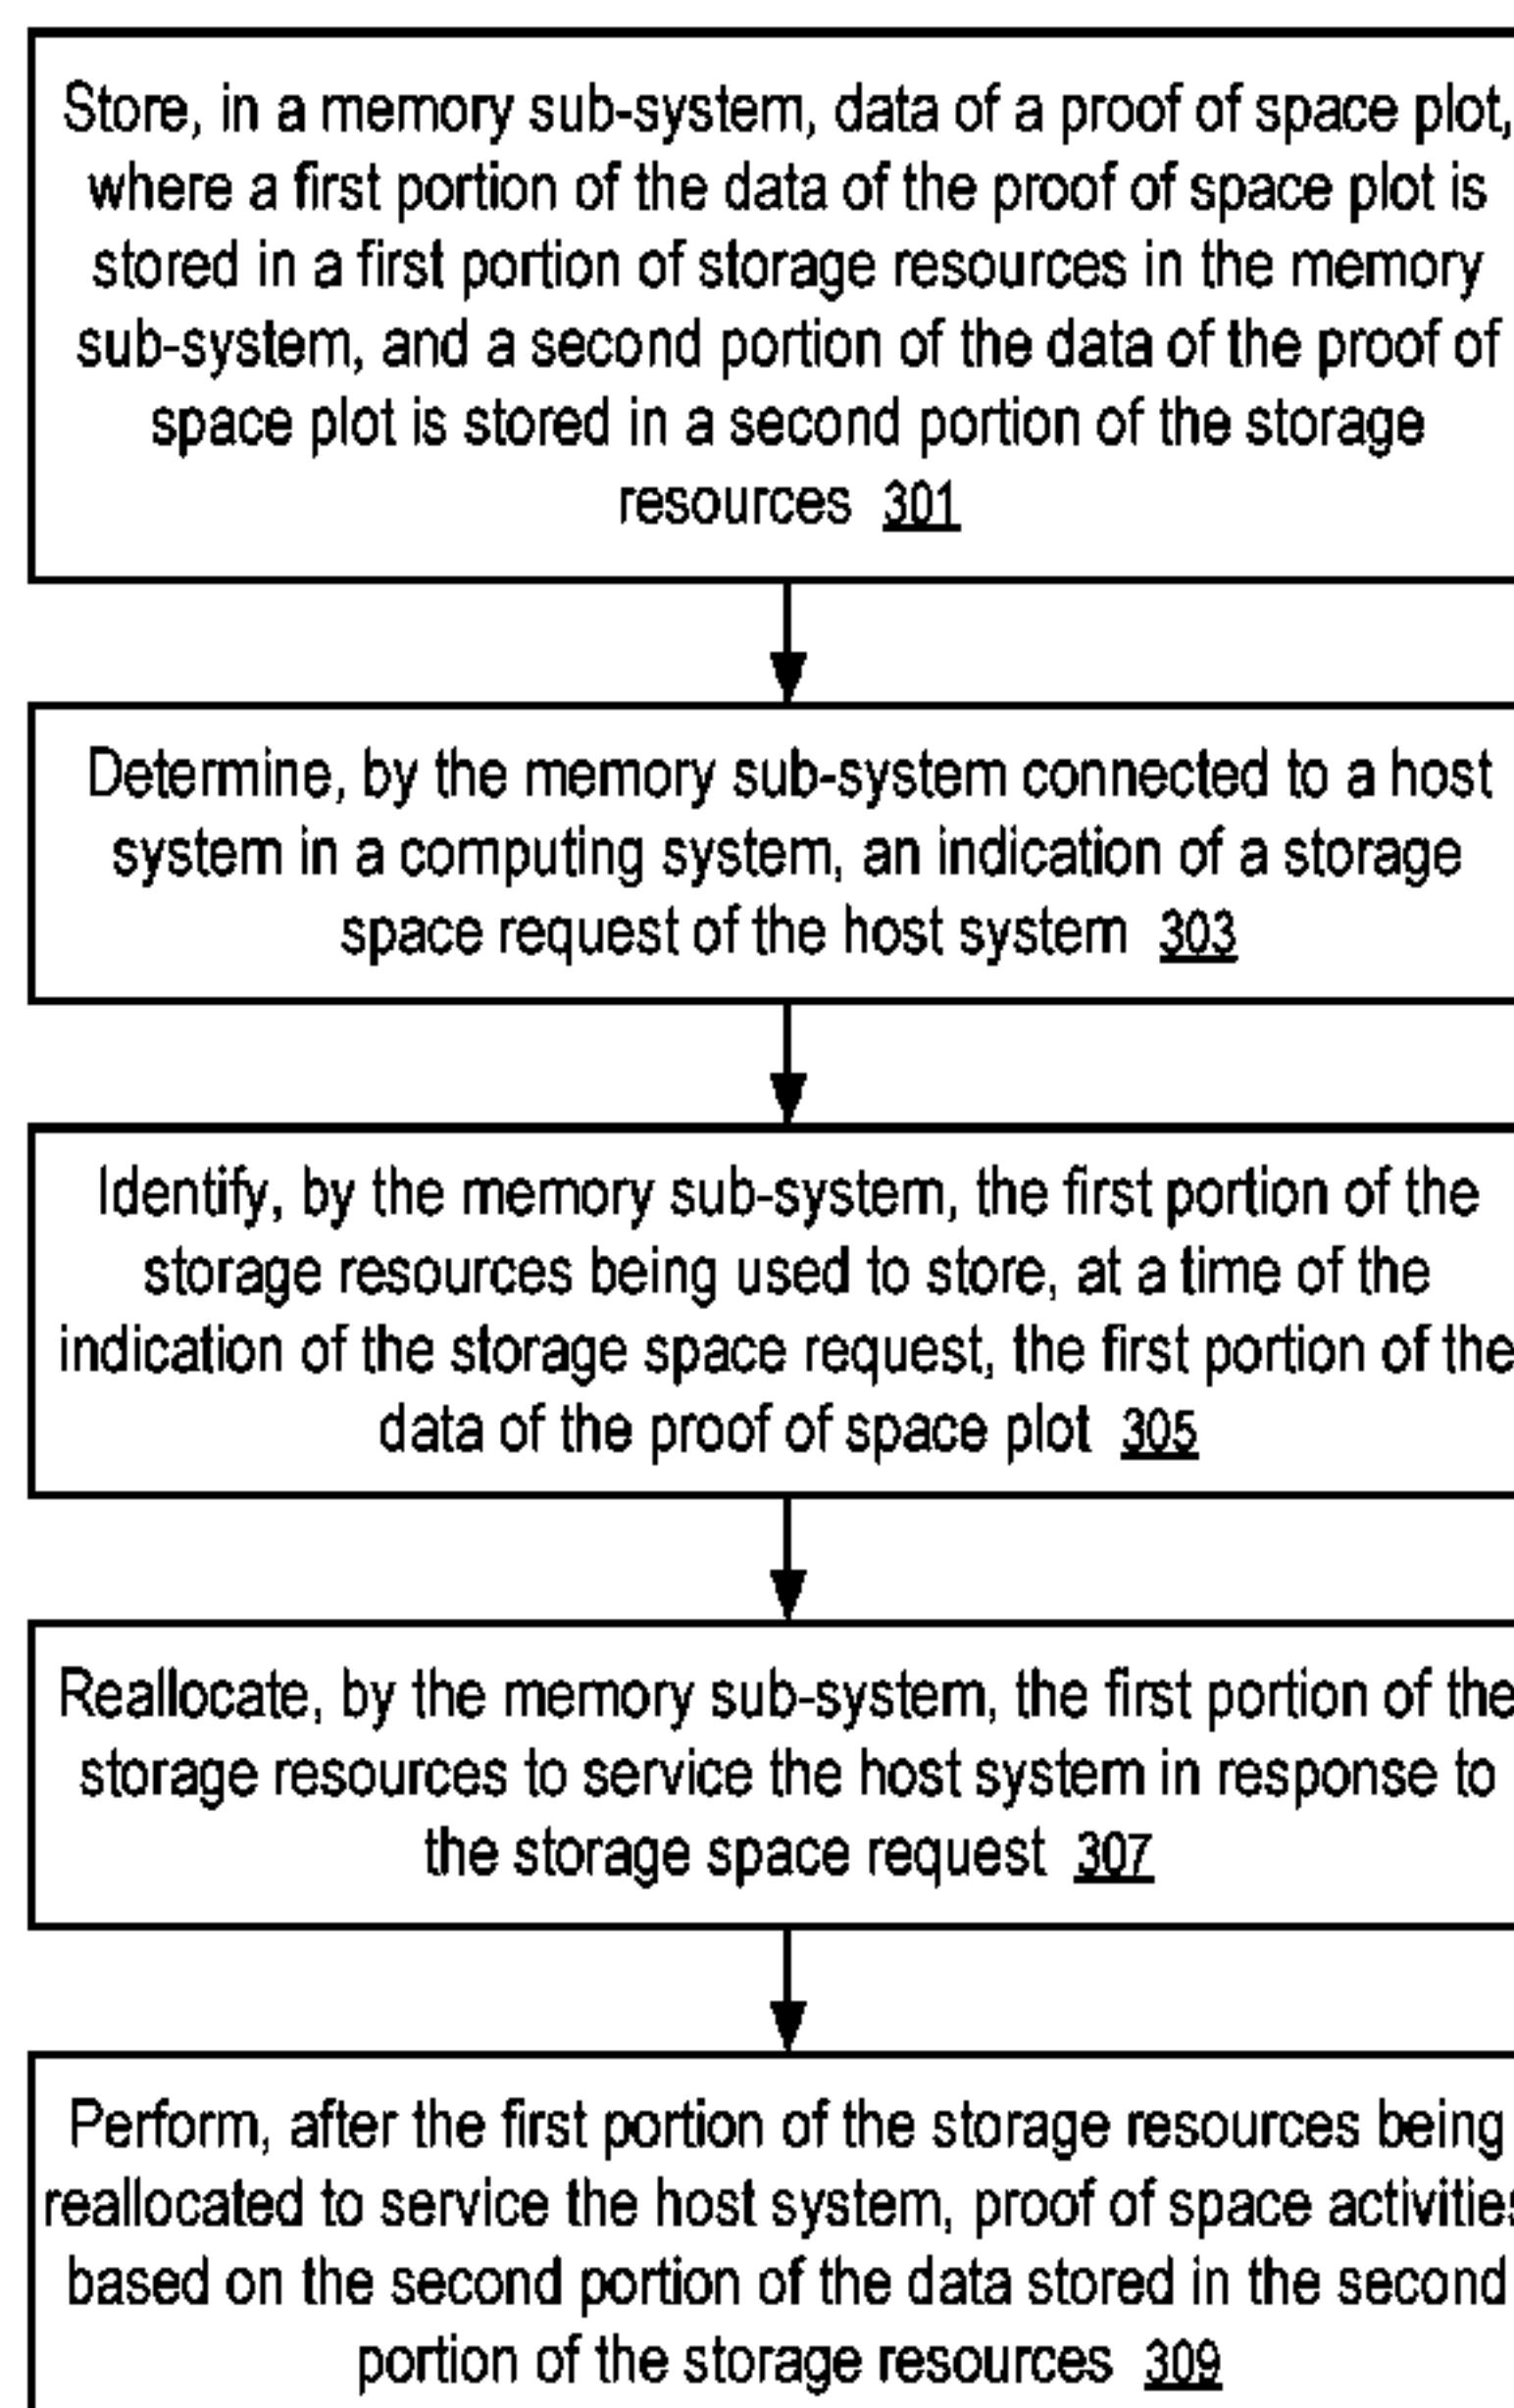 Store, in a memory sub-system, data of a proof of space plot,
where a first portion of the data of the proof of space plot is
stored in a first portion of storage resources in the memory
sub-system, and a second portion of the data of the proof of
space plot is stored in a second portion of the storage
resources 301
Determine, by the memory sub-system connected to a host
system in a computing system, an indication of a storage
space request of the host system 303
Identify, by the memory sub-system, the first portion of the
storage resources being used to store, at a time of the
indication of the storage space request, the first portion of the
data of the proof of space plot 305
Reallocate, by the memory sub-system, the first portion of the
storage resources to service the host system in response to
the storage space request 307
Perform, after the first portion of the storage resources being
reallocated to service the host system, proof of space activities
based on the second portion of the data stored in the second
portion of the storage resources 309